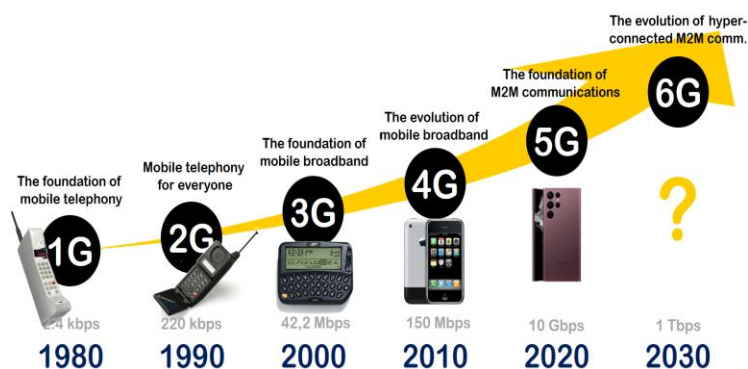 The evolution of hyper-
connected M2M comm.
6G
The foundation of
M2M communications
5G
The evolution of
mobile broadband
4G
The foundation of
mobile broadband
3G
Mobile telephony
for everyone
2G
The foundation of
mobile telephony
1G
2.4 kbps
220 kbps
42,2 Mbps
150 Mbps
10 Gbps
1 Tbps
?
1980
1990
2000
2010
2020
2030